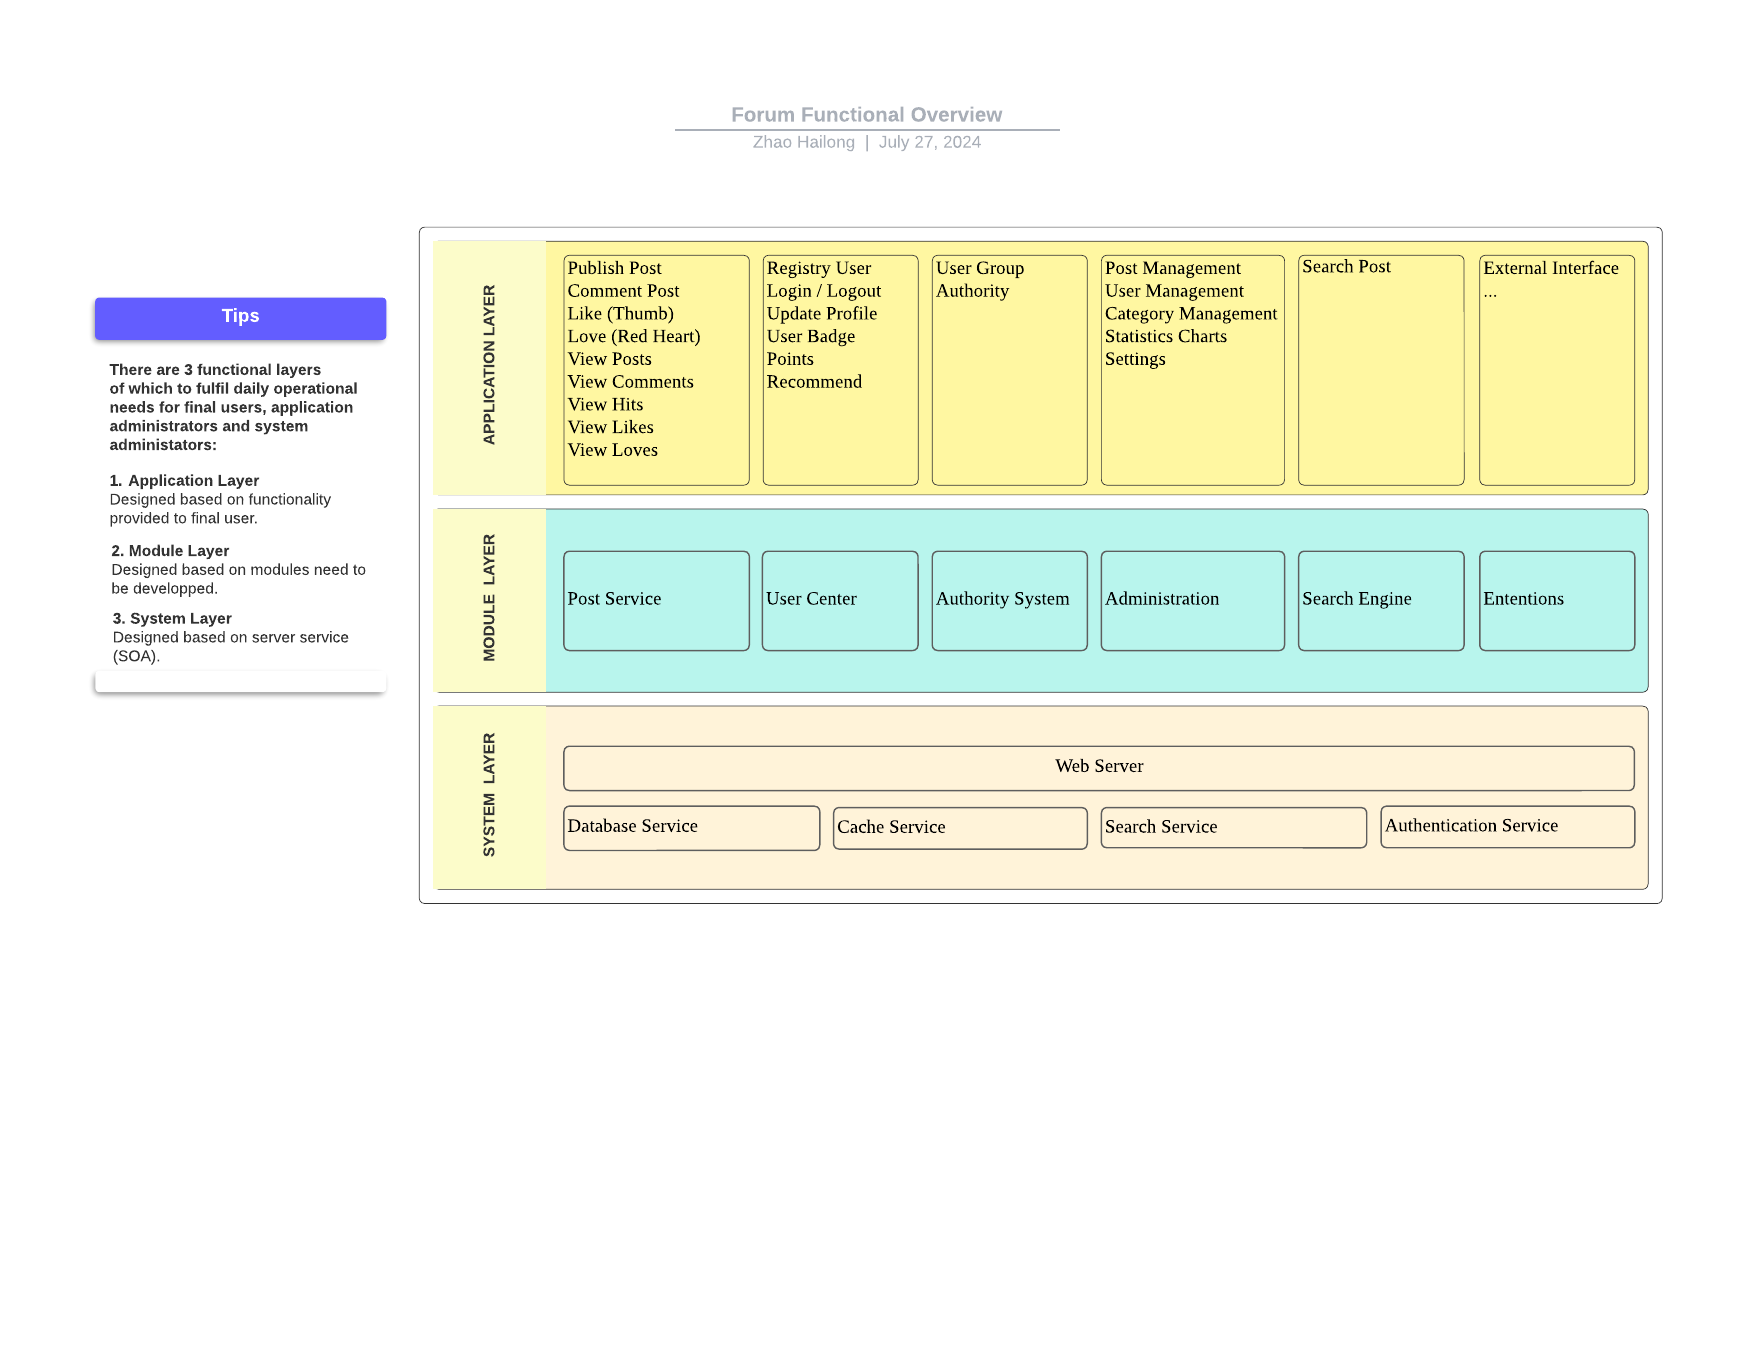 Forum Functional Overview
Zhao Hailong | July 27, 2024
Tips
There are 3 functional layers
of which to fulfil daily operational
needs for final users, application
administrators and system
administators:
1. Application Layer
Designed based on functionality
provided to final user.
2. Module Layer
Designed based on modules need to
be developped.
3. System Layer
Designed based on server service
(SOA).
APPLICATION LAYER
Publish Post
Comment Post
Like (Thumb)
Love (Red Heart)
View Posts
View Comments
View Hits
View Likes
View Loves
Registry User
Login / Logout
Update Profile
User Badge
Points
Recommend
User Group
Authority
Post Management
User Management
Category Management
Statistics Charts
Settings
Search Post
External Interface
...
MODULE LAYER
Post Service
User Center
Authority System
Administration
Search Engine
Ententions
SYSTEM LAYER
Web Server
Database Service
Cache Service
Search Service
Authentication Service